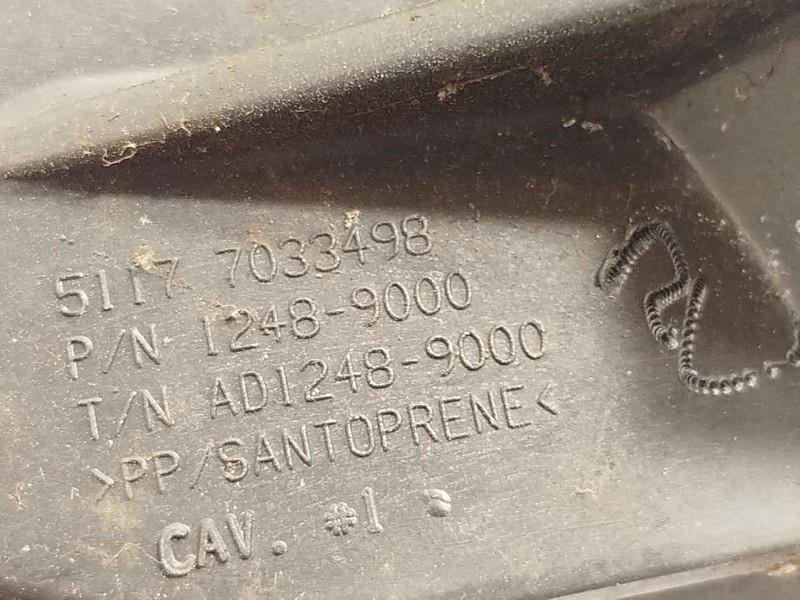 5117 7033498
P/N 1248-9000
T/N AD1248-9000
>PP/SANTOPRENE<
CAV. #1